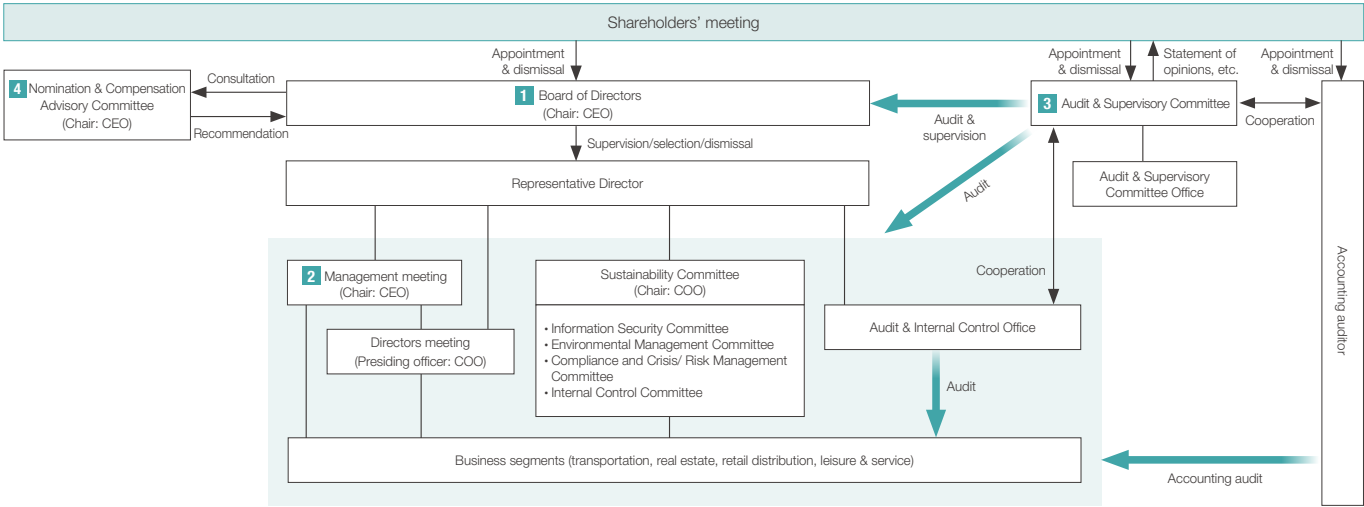 Shareholders' meeting
Appointment
& dismissal
Appointment
& dismissal
Statement of
opinions, etc.
Appointment
& dismissal
4 Nomination & Compensation
Advisory Committee
(Chair: CEO)
Consultation
Recommendation
1 Board of Directors
(Chair: CEO)
Audit &
supervision
3 Audit & Supervisory Committee
Cooperation
Supervision/selection/dismissal
Representative Director
Audit
Audit & Supervisory
Committee Office
Accounting auditor
2 Management meeting
(Chair: CEO)
Directors meeting
(Presiding officer: COO)
Sustainability Committee
(Chair: COO)
• Information Security Committee
• Environmental Management Committee
• Compliance and Crisis/ Risk Management
Committee
• Internal Control Committee
Cooperation
Audit & Internal Control Office
Audit
Business segments (transportation, real estate, retail distribution, leisure & service)
Accounting audit